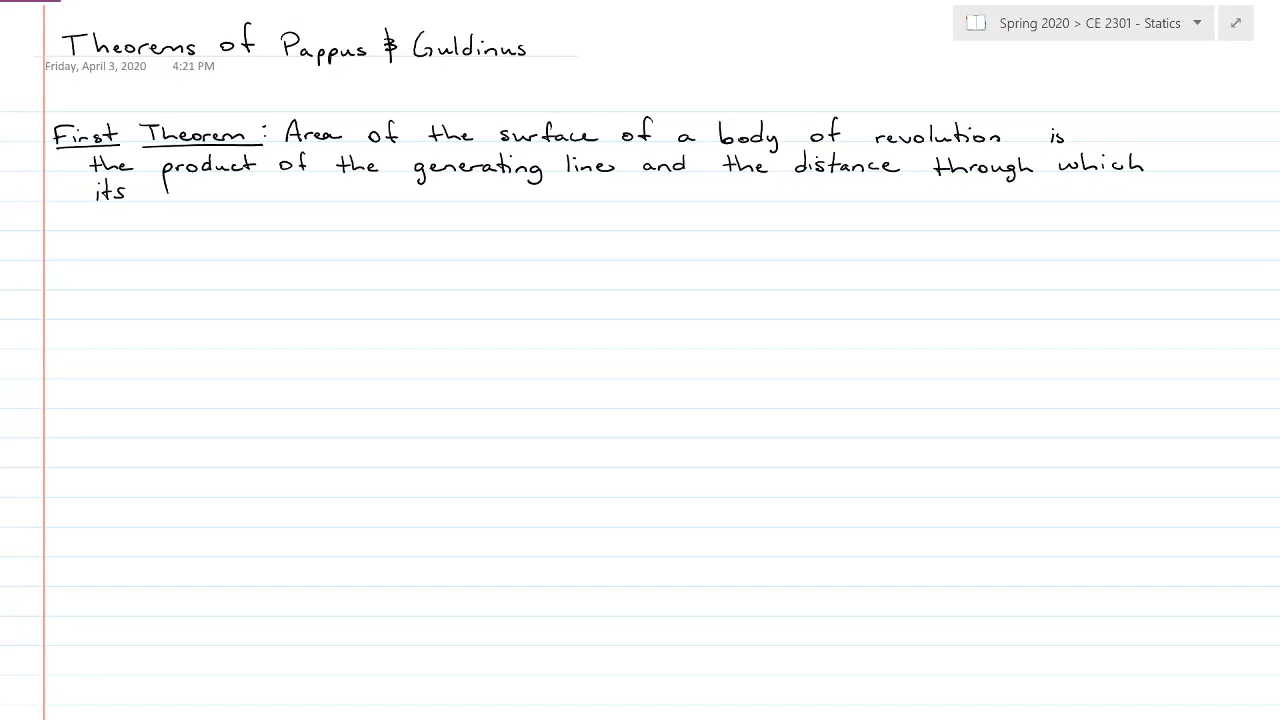 Spring 2020 > CE 2301 - Statics
Theorems of Pappus & Guldinus
Friday, April 3, 2020 4:21 PM
First Theorem: Area of the surface of a body of revolution is
the product of the generating lines and the distance through which
its